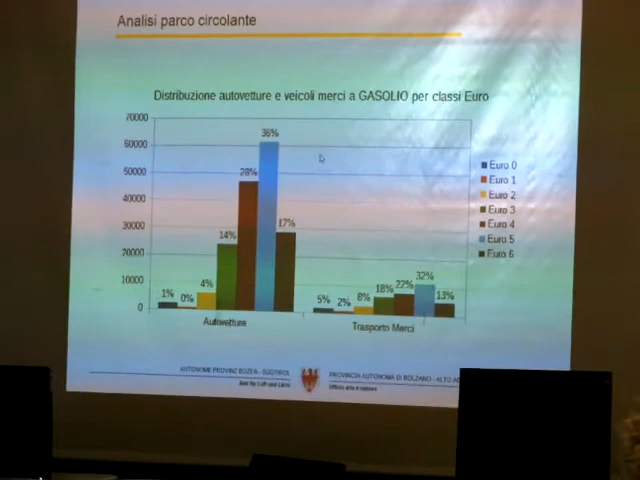 Analisi parco circolante
Distribuzione autovetture e veicoli merci a GASOLIO per classi Euro
70000
60000
50000
40000
30000
20000
10000
0
1%
0%
4%
14%
28%
36%
17%
5%
2%
8%
18%
22%
32%
13%
Autovetture
Trasporto Merci
Euro 0
Euro 1
Euro 2
Euro 3
Euro 4
Euro 5
Euro 6
AUTONOME PROVINZ BOZEN - SÜDTIROL
PROVINCIA AUTONOMA DI BOLZANO - ALTO